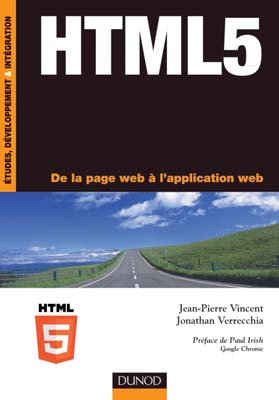 ÉTUDES, DÉVELOPPEMENT & INTÉGRATION
HTML5
De la page web à l'application web
Jean-Pierre Vincent
Jonathan Verrecchia
Préface de Paul Irish
Google Chrome
HTML
5
DUNOD